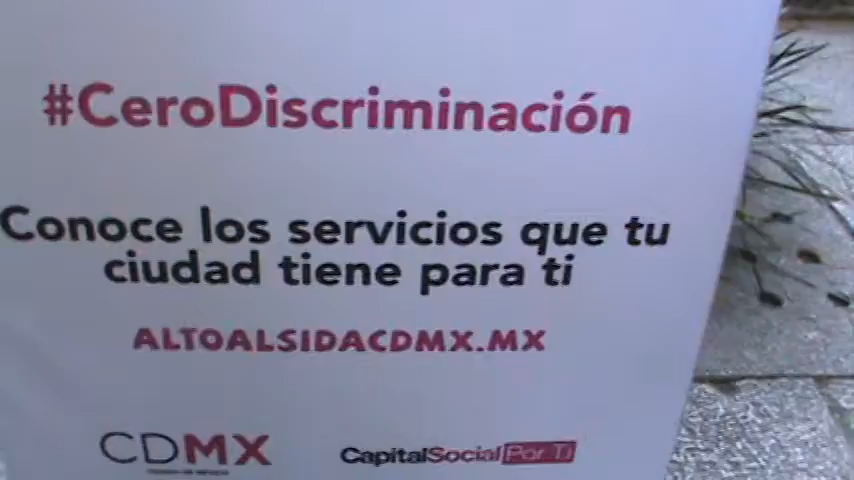 #CeroDiscriminación
Conoce los servicios que tu
ciudad tiene para ti
ALTOALSIDACDMX.MX
CDMX
CapitalSocial Por Ti